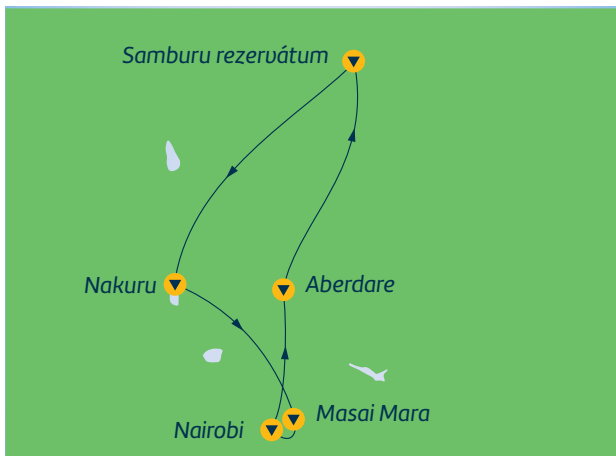 Samburu rezervátum
Nakuru
Aberdare
Masai Mara
Nairobi